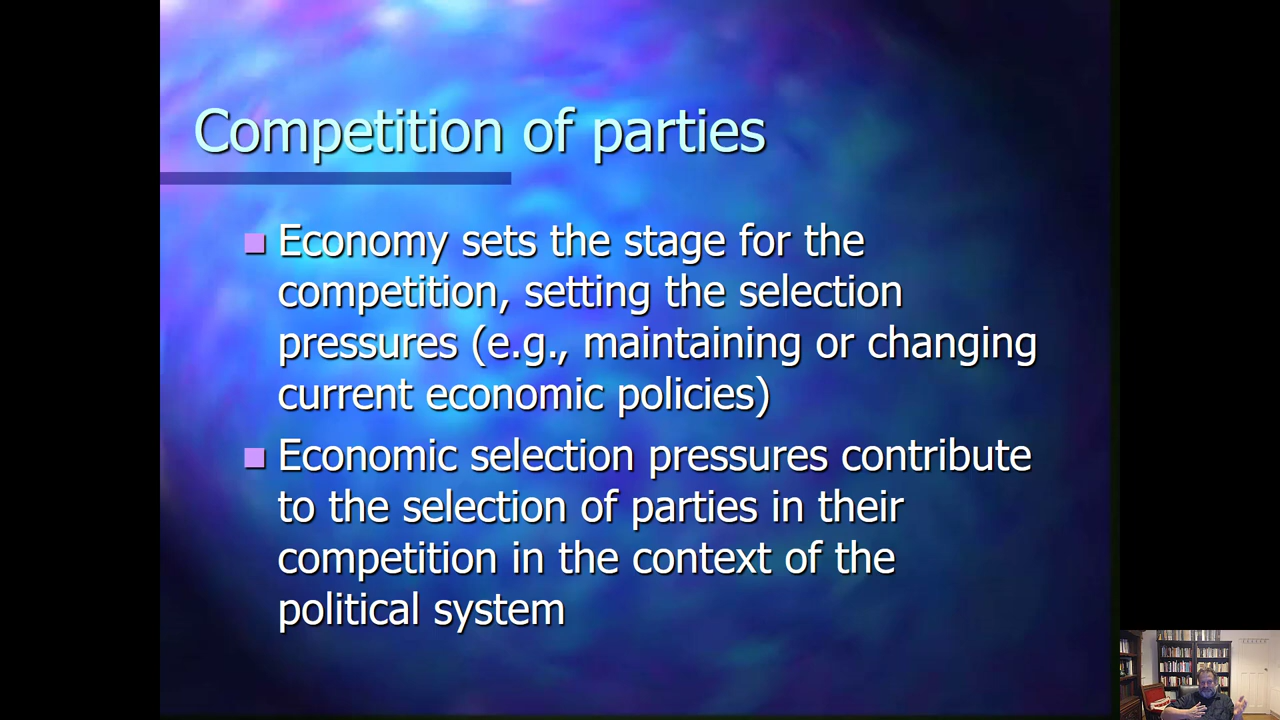 Competition of parties
Economy sets the stage for the
competition, setting the selection
pressures (e.g., maintaining or changing
current economic policies)
Economic selection pressures contribute
to the selection of parties in their
competition in the context of the
political system